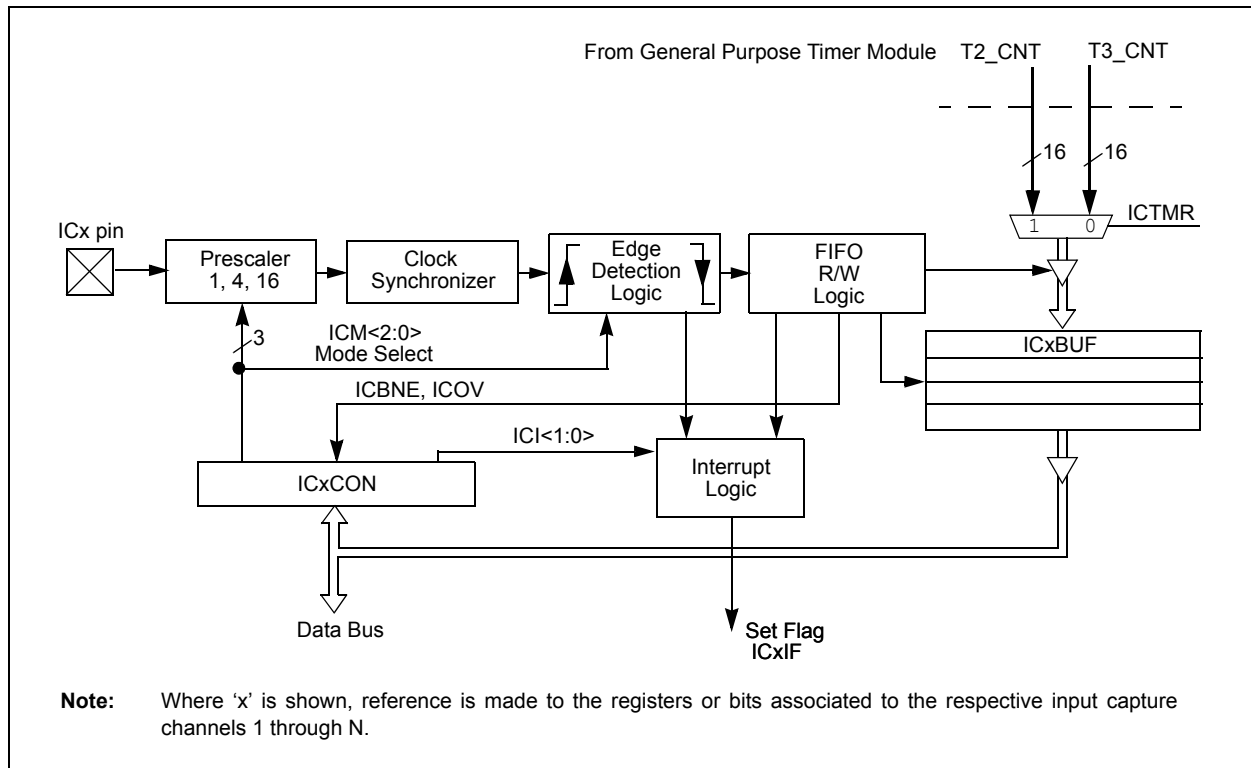 From General Purpose Timer Module T2_CNT T3_CNT
16 16
ICx pin
1 0
ICTMR
Prescaler
1, 4, 16
Clock
Synchronizer
Edge
Detection
Logic
FIFO
R/W
Logic
3
ICM<2:0>
Mode Select
ICxBUF
ICBNE, ICOV
ICI<1:0>
ICxCON
Interrupt
Logic
Data Bus
Set Flag
ICxIF
Note: Where ‘x’ is shown, reference is made to the registers or bits associated to the respective input capture
channels 1 through N.